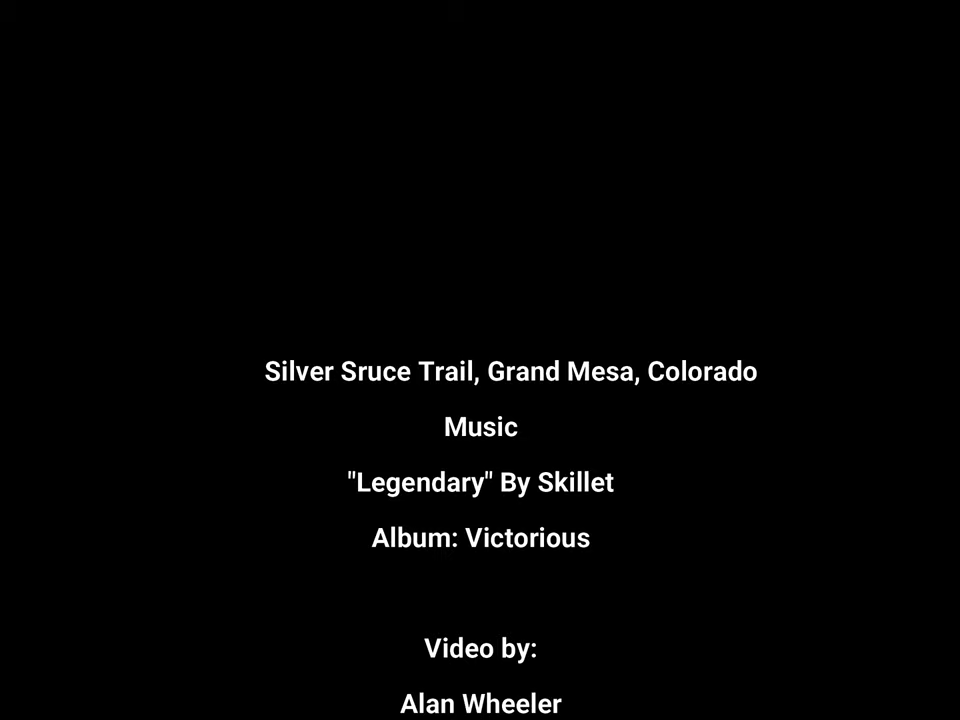 Silver Sruce Trail, Grand Mesa, Colorado
Music
"Legendary" By Skillet
Album: Victorious
Video by:
Alan Wheeler